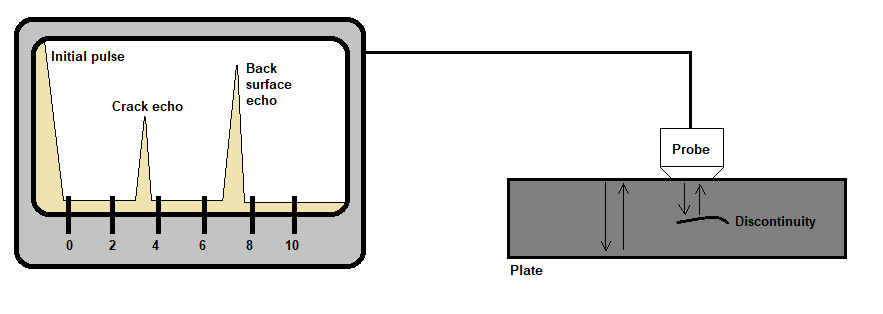 Initial pulse
Back
surface
echo
Crack echo
0 2 4 6 8 10
Probe
Discontinuity
Plate